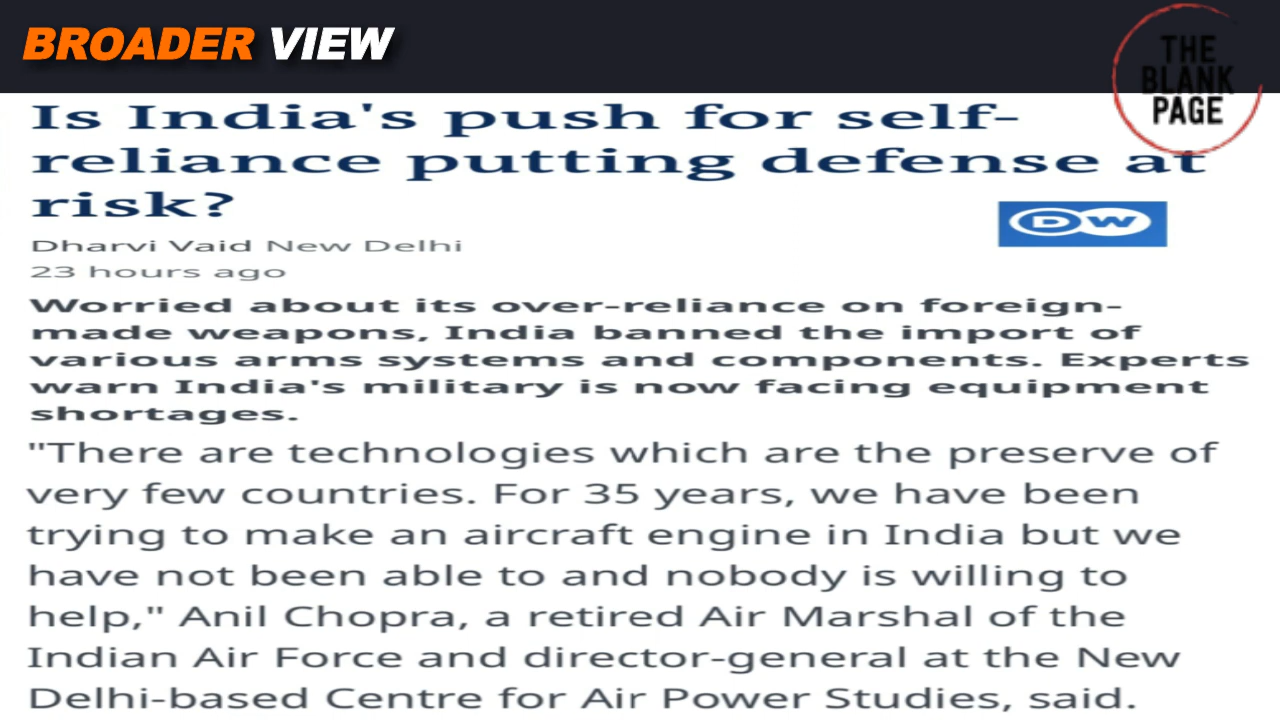 BROADER VIEW
THE
BLANK
PAGE
Is India's push for self-
reliance putting defense at
risk?
DW
Dharvi Vaid New Delhi
23 hours ago
Worried about its over-reliance on foreign-
made weapons, India banned the import of
various arms systems and components. Experts
warn India's military is now facing equipment
shortages.
"There are technologies which are the preserve of
very few countries. For 35 years, we have been
trying to make an aircraft engine in India but we
have not been able to and nobody is willing to
help," Anil Chopra, a retired Air Marshal of the
Indian Air Force and director-general at the New
Delhi-based Centre for Air Power Studies, said.